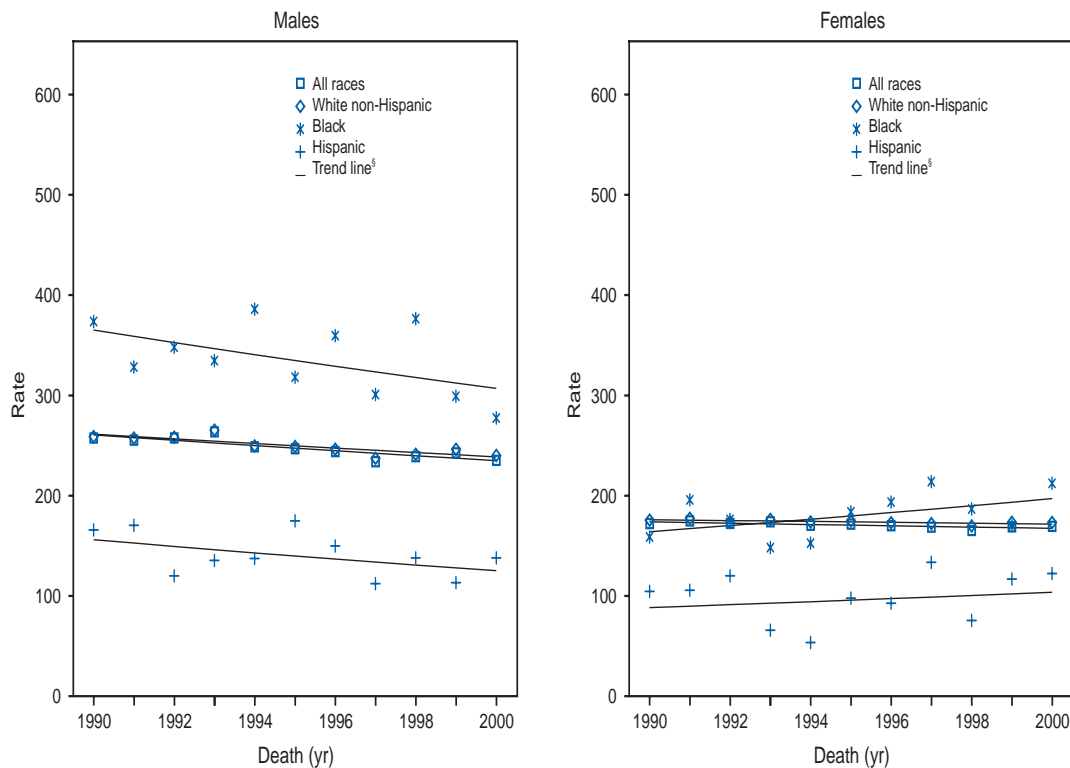 Males
Rate
600
500
400
300
200
100
0
All races
White non-Hispanic
Black
Hispanic
Trend line§
1990
1992
1994
1996
1998
2000
Death (yr)
Females
Rate
600
500
400
300
200
100
0
All races
White non-Hispanic
Black
Hispanic
Trend line§
1990
1992
1994
1996
1998
2000
Death (yr)